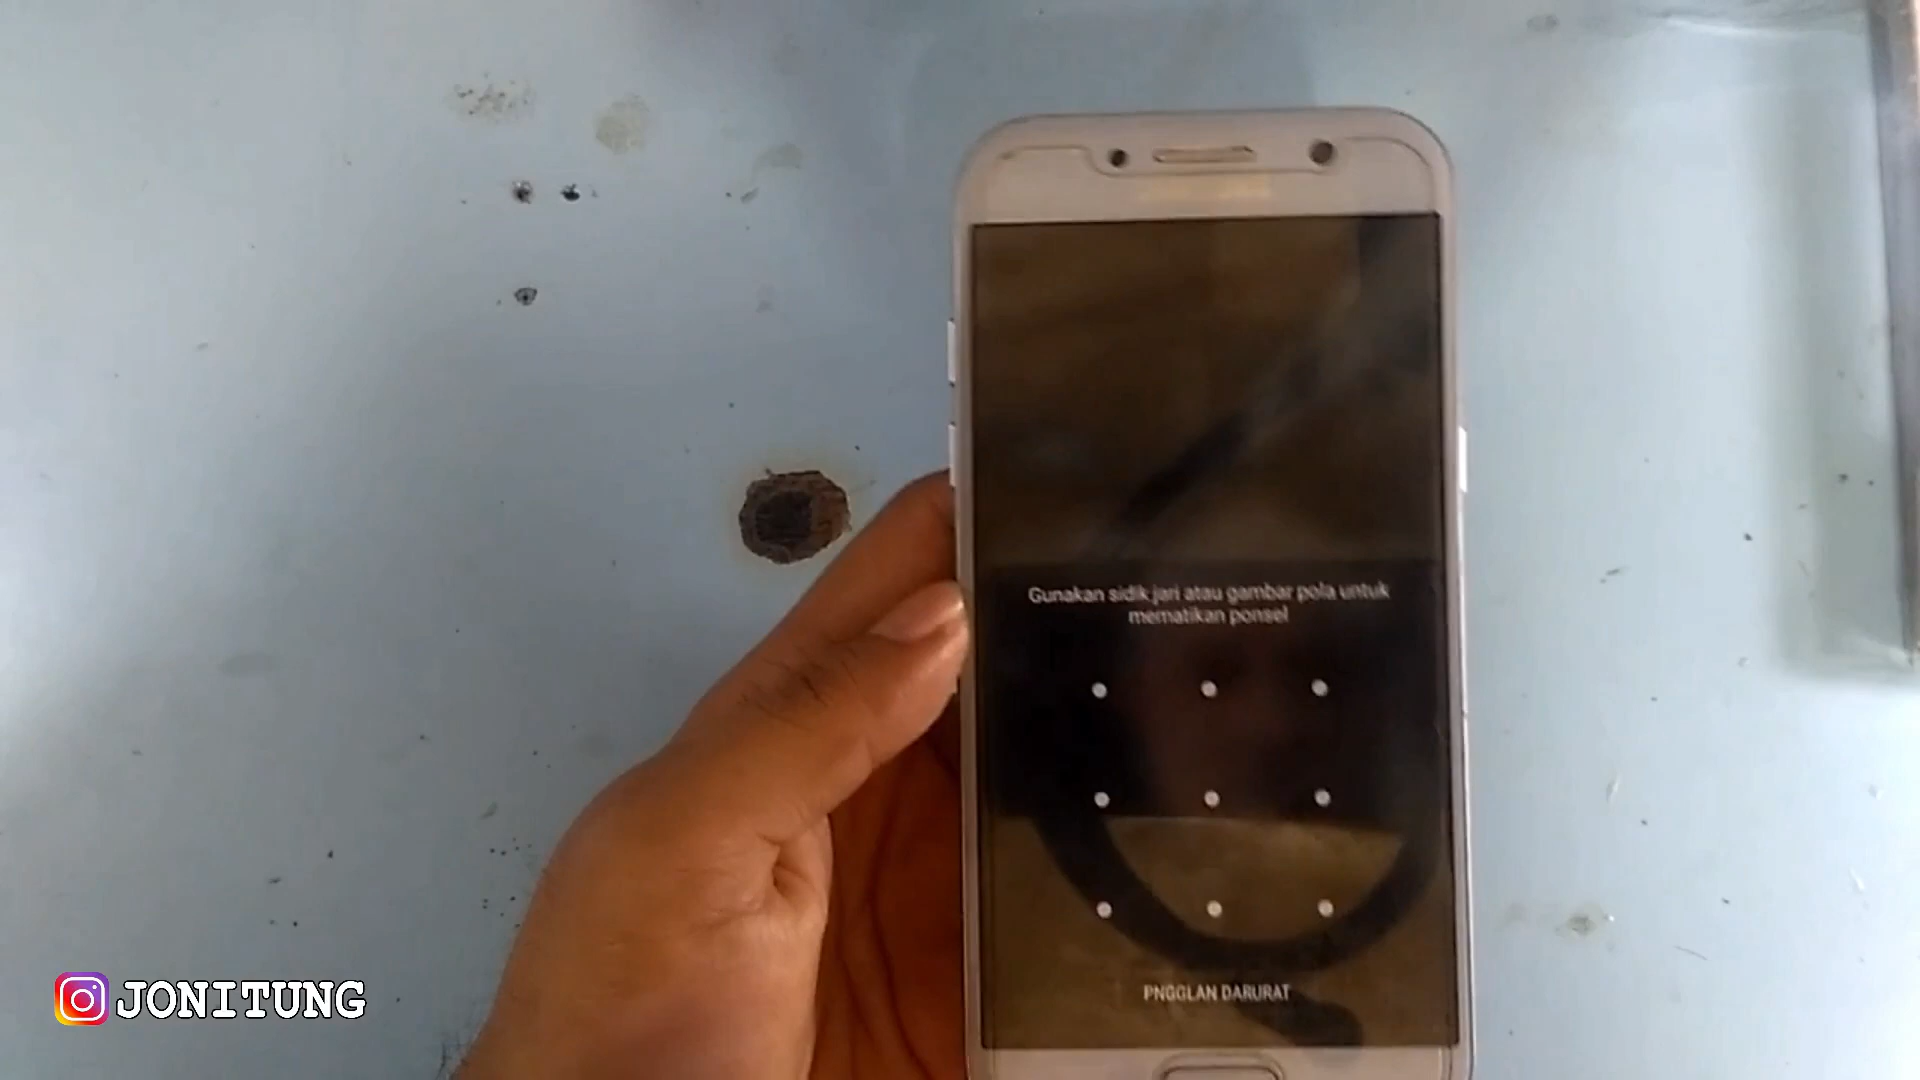 Gunakan sidik jari atau gambar pola untuk
mematikan ponsel
PNGGLAN DARURAT
JONITUNG